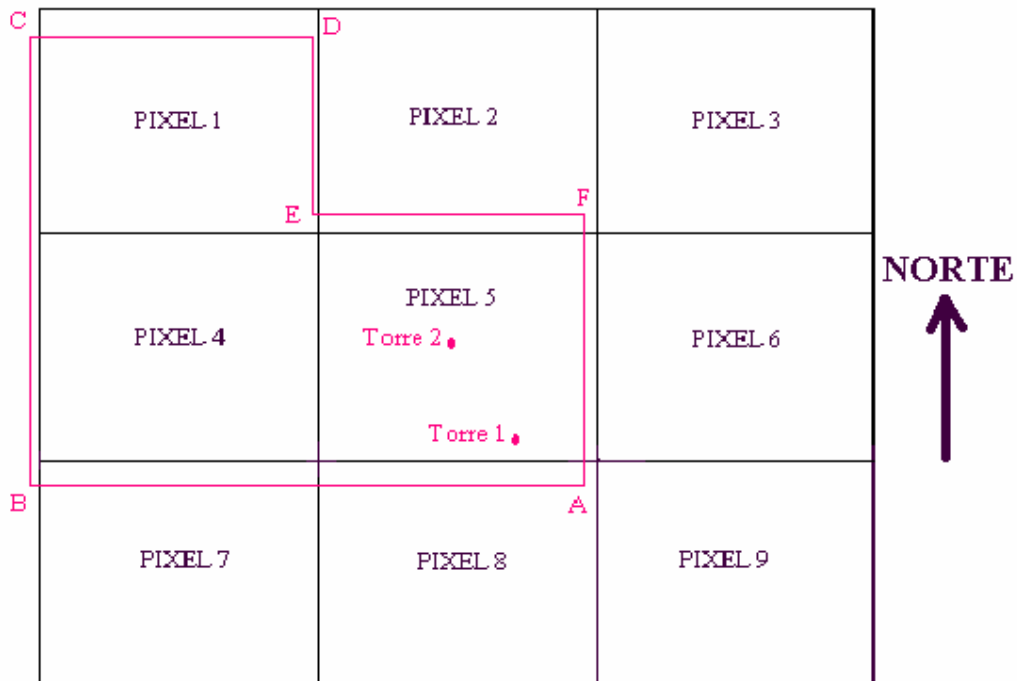 C
D
PIXEL 1
PIXEL 2
PIXEL 3
E
F
NORTE
PIXEL 5
PIXEL 4
Torre 2
PIXEL 6
Torre 1
B
A
PIXEL 7
PIXEL 8
PIXEL 9